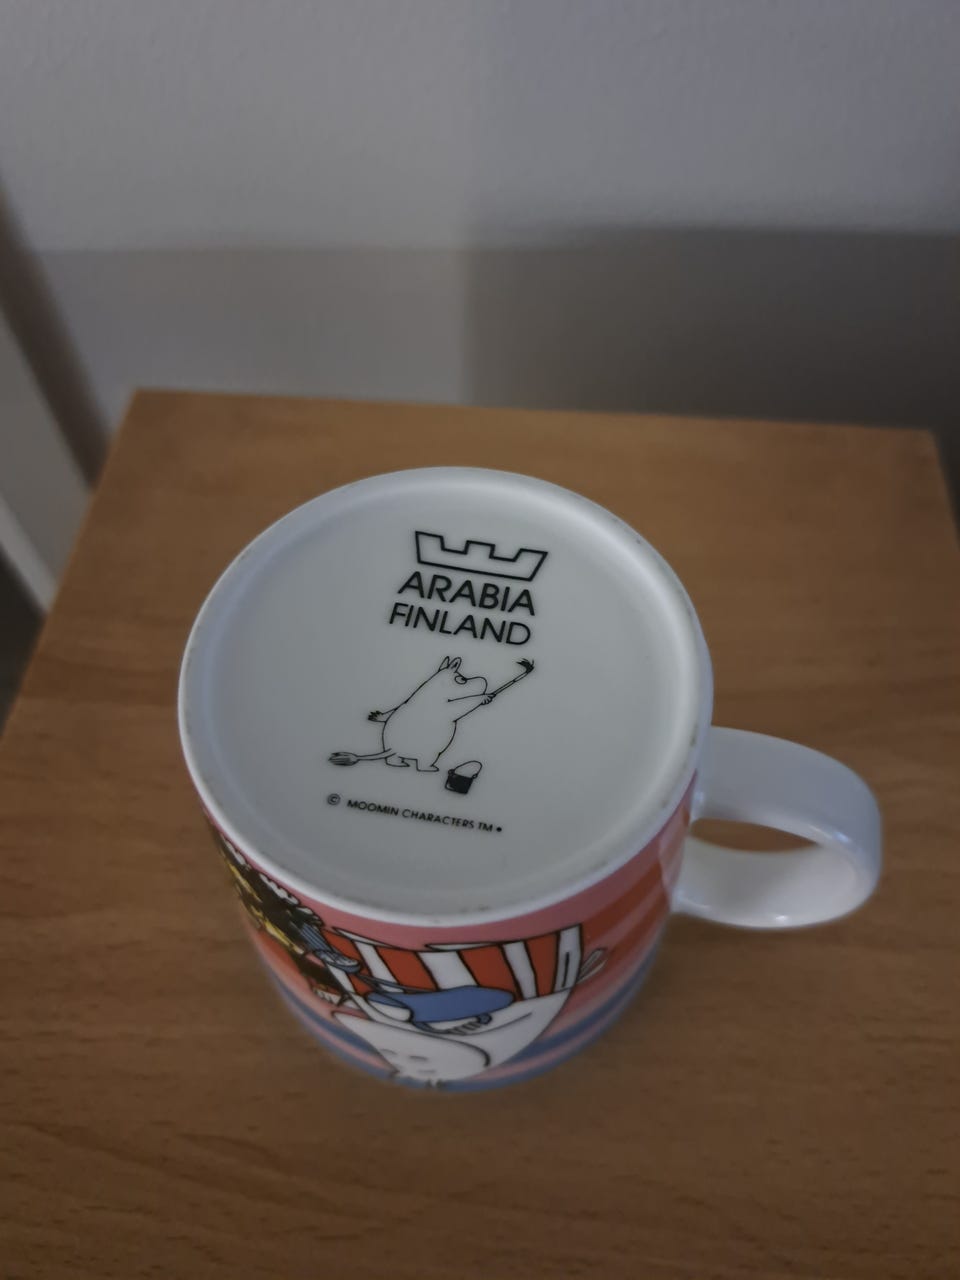 ARABIA
FINLAND
© MOOMIN CHARACTERS TM •